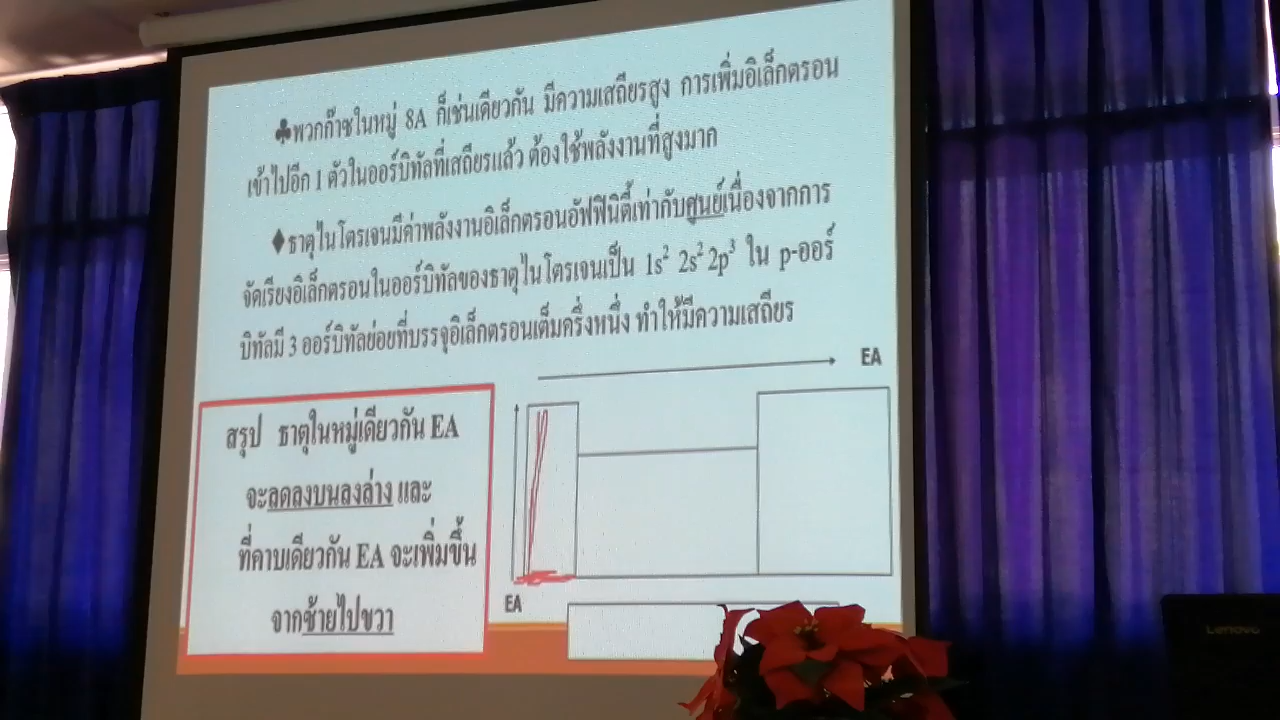 ♣พวกก๊าซในหมู่ 8A ก็เช่นเดียวกัน มีความเสถียรสูง การเพิ่มอิเล็กตรอน
เข้าไปอีก 1 ตัวในออร์บิทัลที่เสถียรแล้ว ต้องใช้พลังงานที่สูงมาก
♦ธาตุไนโตรเจนมีค่าพลังงานอิเล็กตรอนอัฟฟินิตี้เท่ากับศูนย์เนื่องจากการ
จัดเรียงอิเล็กตรอนในออร์บิทัลของธาตุไนโตรเจนเป็น 1s² 2s² 2p³ ใน p-ออร์
บิทัลมี 3 ออร์บิทัลย่อยที่บรรจุอิเล็กตรอนเต็มครึ่งหนึ่ง ทำให้มีความเสถียร
EA
สรุป ธาตุในหมู่เดียวกัน EA
จะลดลงบนลงล่าง และ
ที่คาบเดียวกัน EA จะเพิ่มขึ้น
จากซ้ายไปขวา
EA
Lenovo